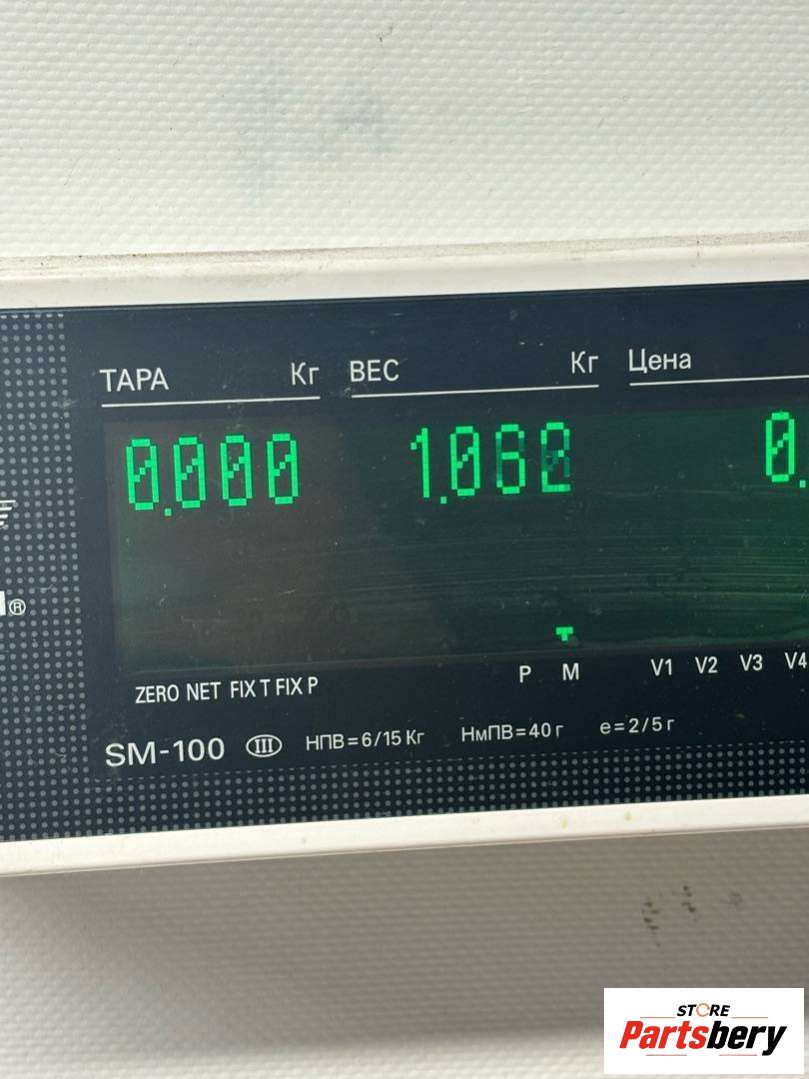 ТАРА Кг ВЕС Кг Цена
0.000 1.06 0.
®
P M V1 V2 V3 V4
ZERO NET FIX T FIX P
SM-100 III НПВ=6/15 Кг НмПВ=40 г e=2/5 г
STORE
Partsbery